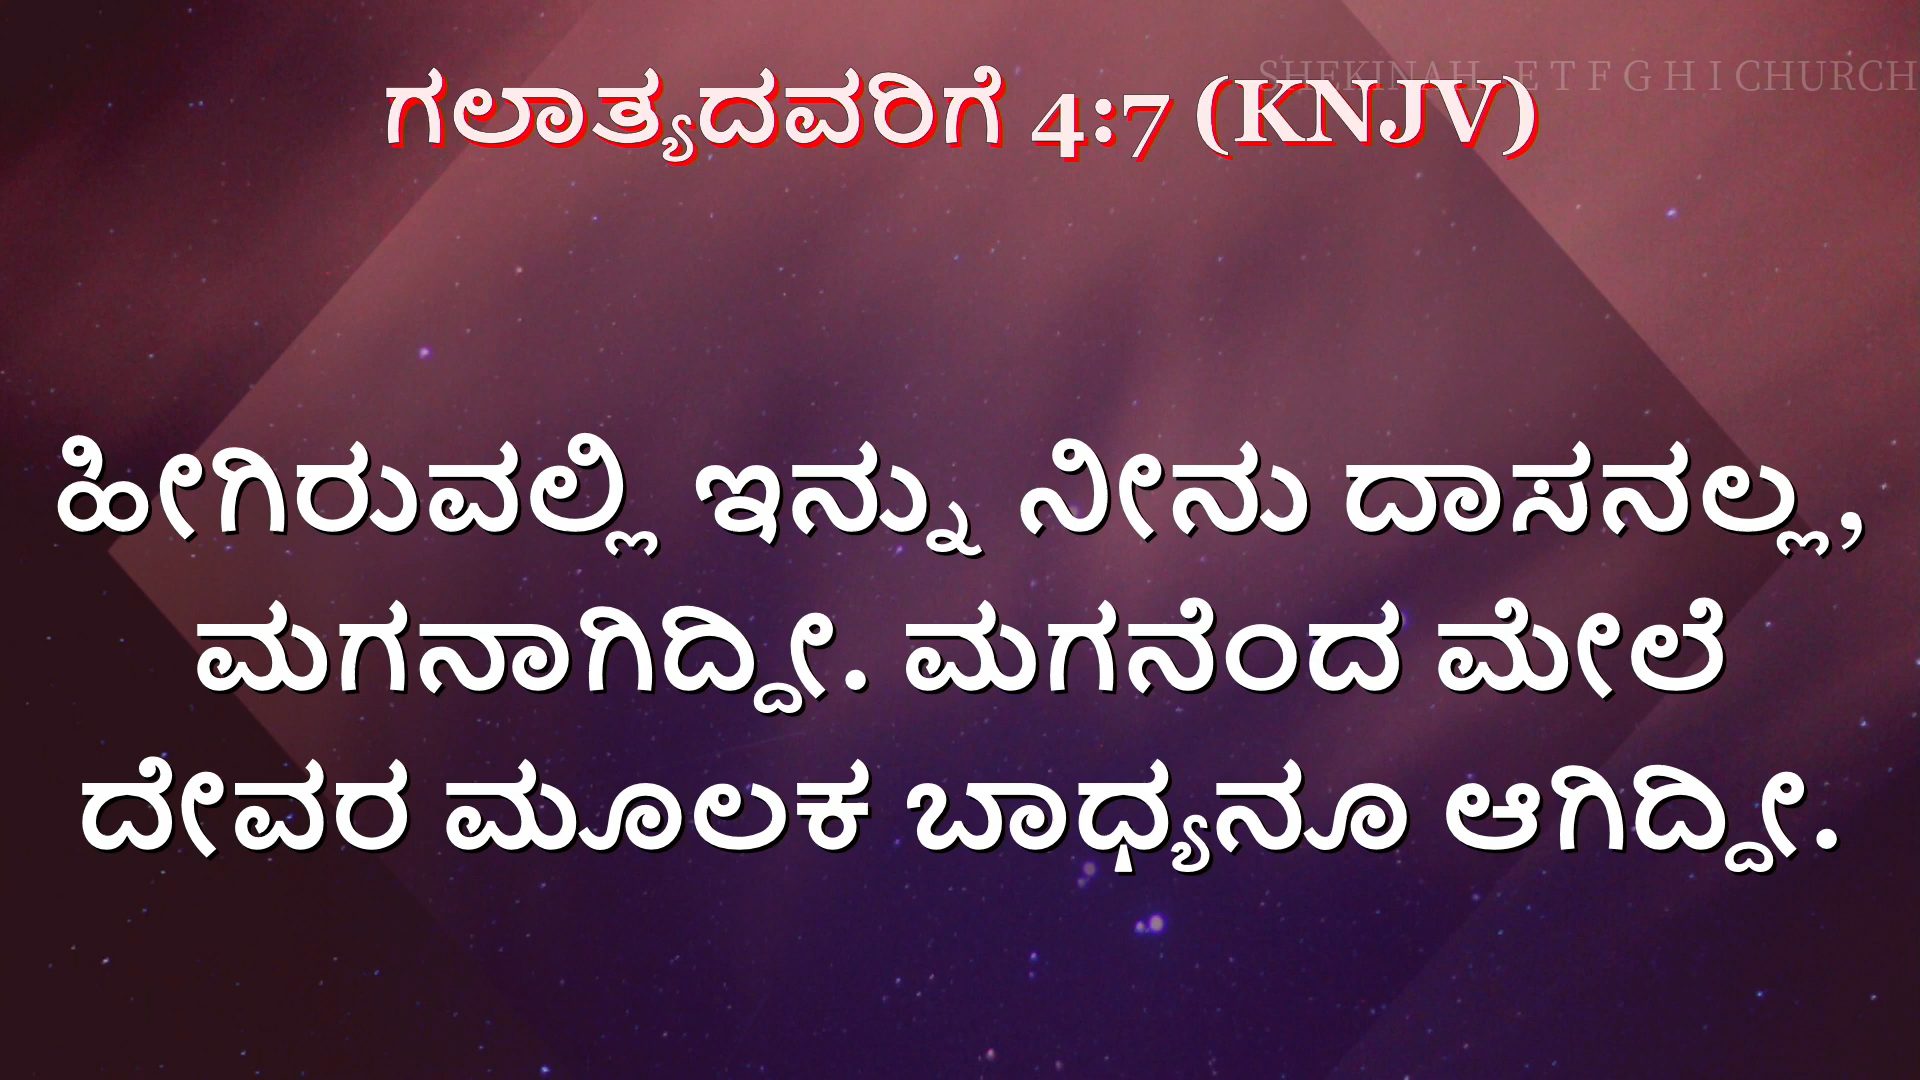 SHEKINAH E T F G H I CHURCH
ಗಲಾತ್ಯದವರಿಗೆ 4:7 (KNJV)
ಹೀಗಿರುವಲ್ಲಿ ಇನ್ನು ನೀನು ದಾಸನಲ್ಲ,
ಮಗನಾಗಿದ್ದೀ. ಮಗನೆಂದ ಮೇಲೆ
ದೇವರ ಮೂಲಕ ಬಾಧ್ಯನೂ ಆಗಿದ್ದೀ.